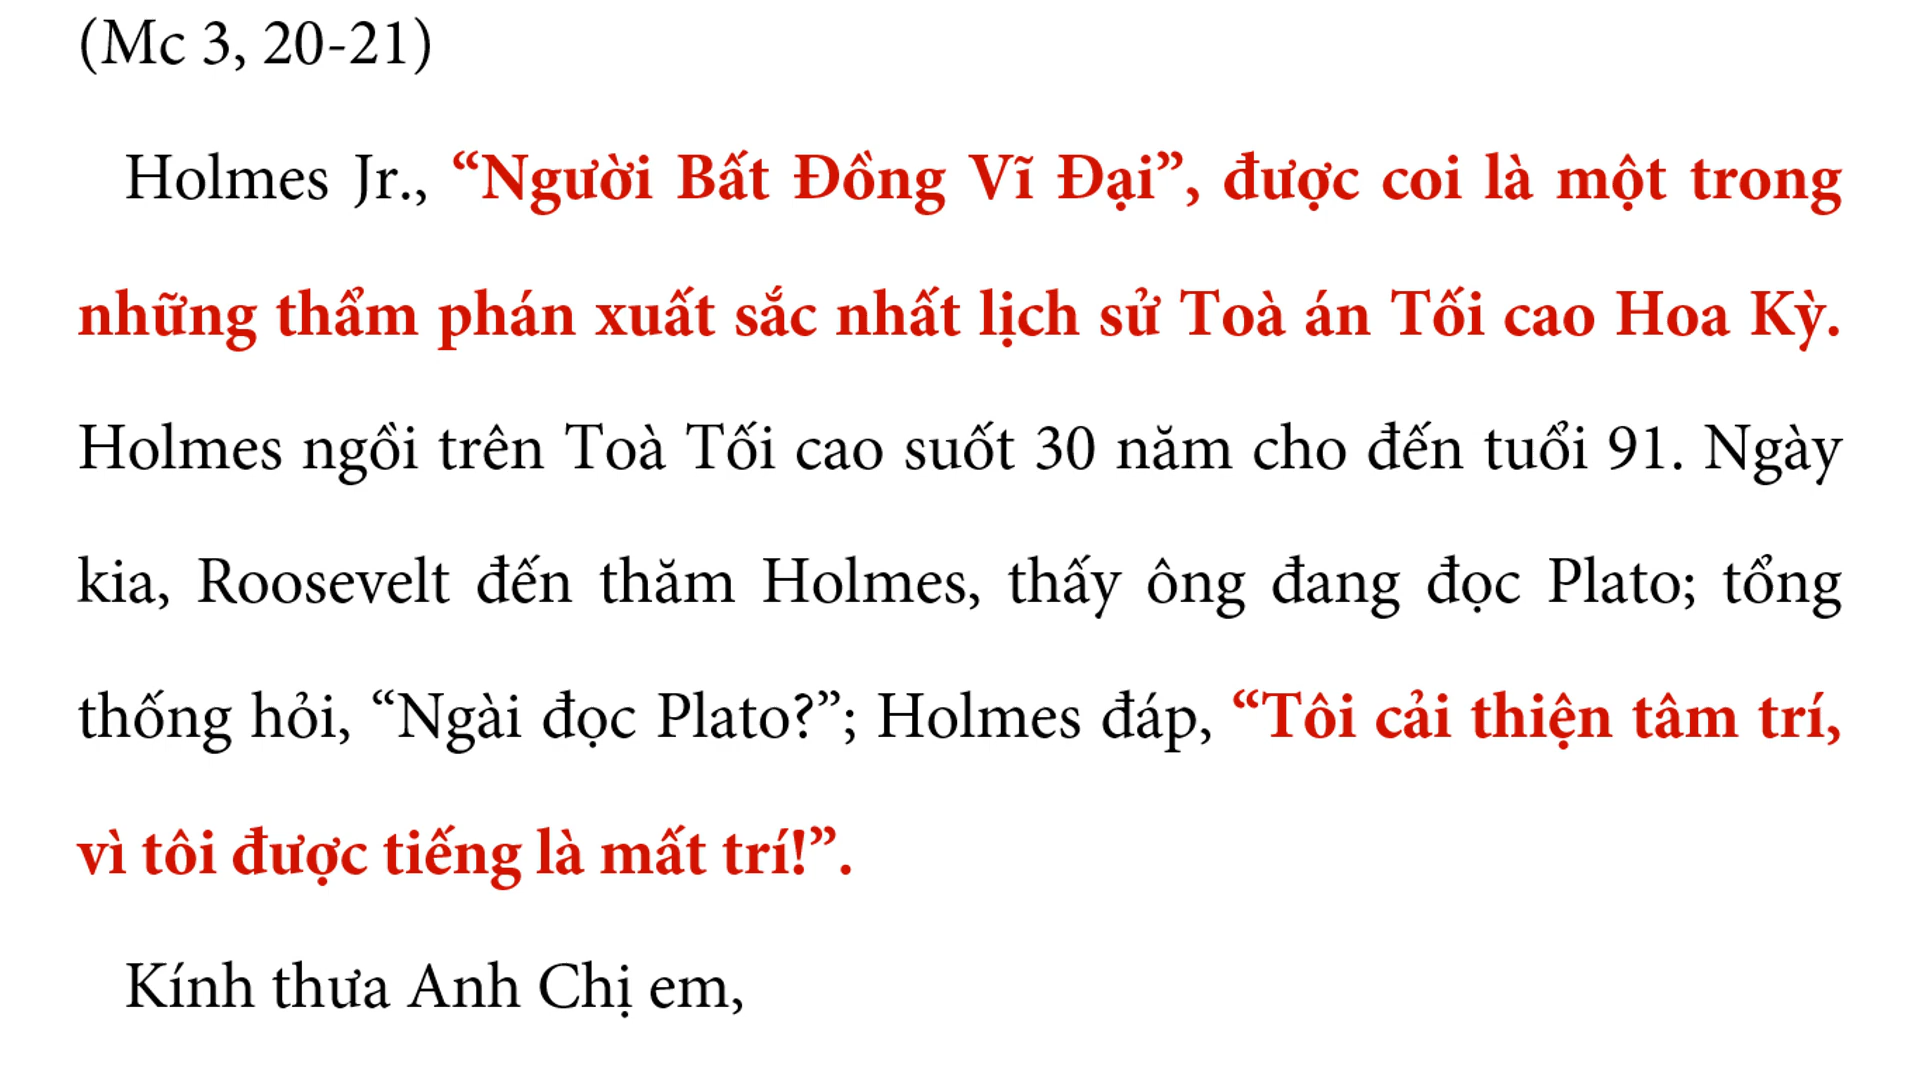 (Mc 3, 20-21)
Holmes Jr., “Người Bất Đồng Vĩ Đại”, được coi là một trong
những thẩm phán xuất sắc nhất lịch sử Toà án Tối cao Hoa Kỳ.
Holmes ngồi trên Toà Tối cao suốt 30 năm cho đến tuổi 91. Ngày
kia, Roosevelt đến thăm Holmes, thấy ông đang đọc Plato; tổng
thống hỏi, “Ngài đọc Plato?”; Holmes đáp, “Tôi cải thiện tâm trí,
vì tôi được tiếng là mất trí!”.
Kính thưa Anh Chị em,